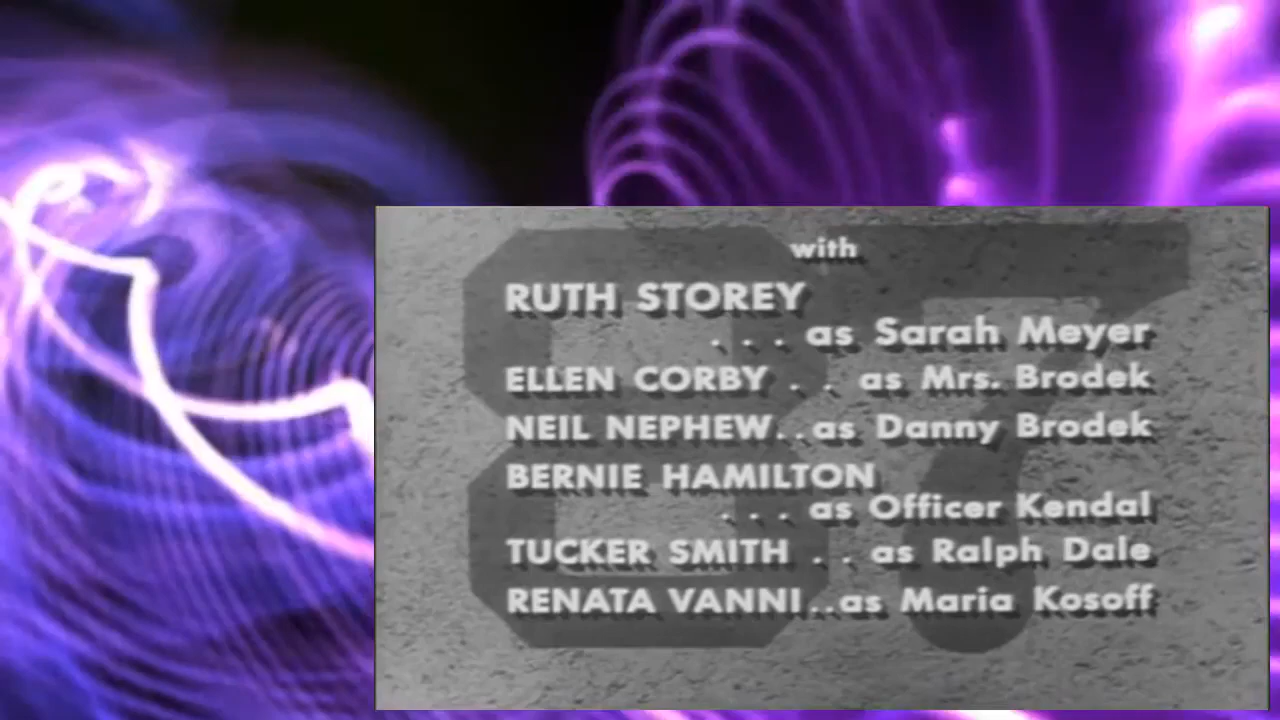 87
with
RUTH STOREY
. . . as Sarah Meyer
ELLEN CORBY . . as Mrs. Brodek
NEIL NEPHEW..as Danny Brodek
BERNIE HAMILTON
. . . as Officer Kendal
TUCKER SMITH . . as Ralph Dale
RENATA VANNI..as Maria Kosoff